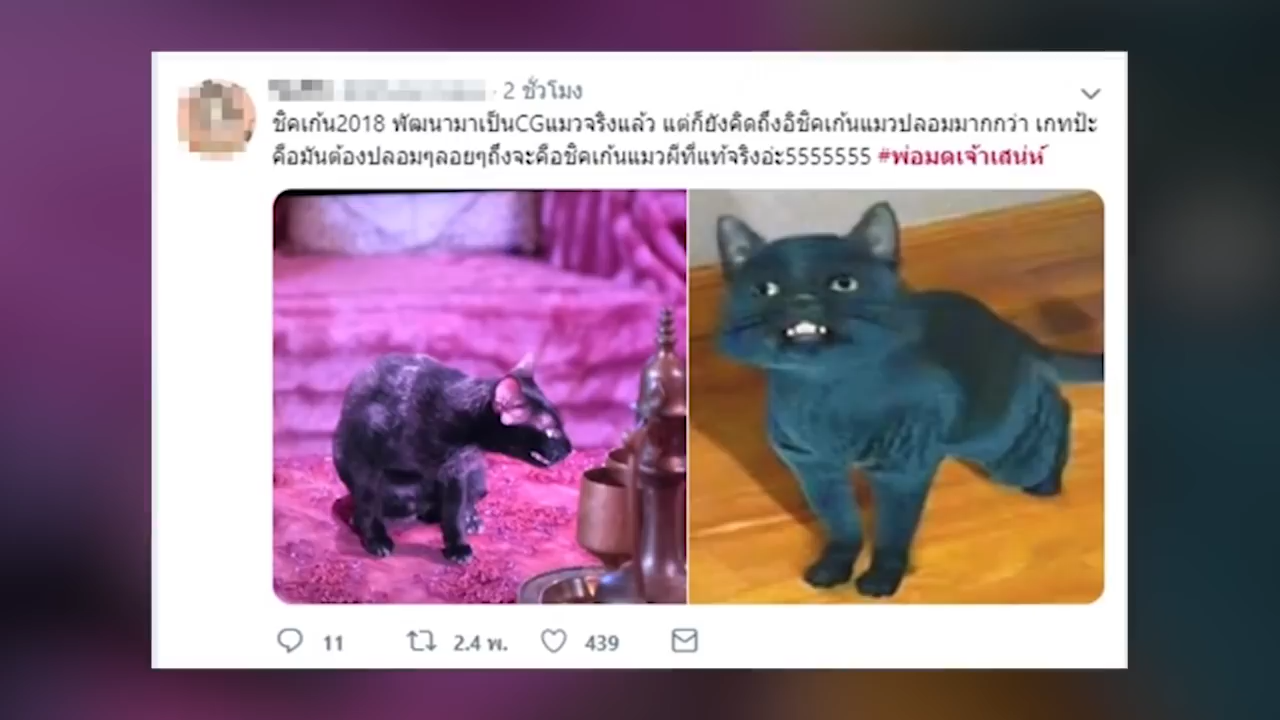 · 2 ชั่วโมง
ชิคเก้น2018 พัฒนามาเป็นCGแมวจริงแล้ว แต่ก็ยังคิดถึงอิชิคเก้นแมวปลอมมากกว่า เกทป้ะ
คือมันต้องปลอมๆลอยๆถึงจะคือชิคเก้นแมวผีที่แท้จริงอ่ะ5555555 #พ่อมดเจ้าเสน่ห์
11 2.4 พ. 439